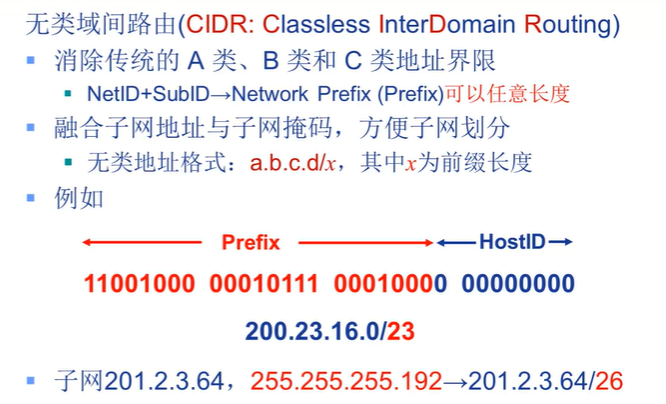 无类域间路由(CIDR: Classless InterDomain Routing)
▪ 消除传统的 A 类、B 类和 C 类地址界限
▪ NetID+SubID→Network Prefix (Prefix)可以任意长度
▪ 融合子网地址与子网掩码，方便子网划分
▪ 无类地址格式：a.b.c.d/x，其中x为前缀长度
▪ 例如
Prefix HostID
11001000 00010111 00010000 00000000
200.23.16.0/23
▪ 子网201.2.3.64，255.255.255.192→201.2.3.64/26